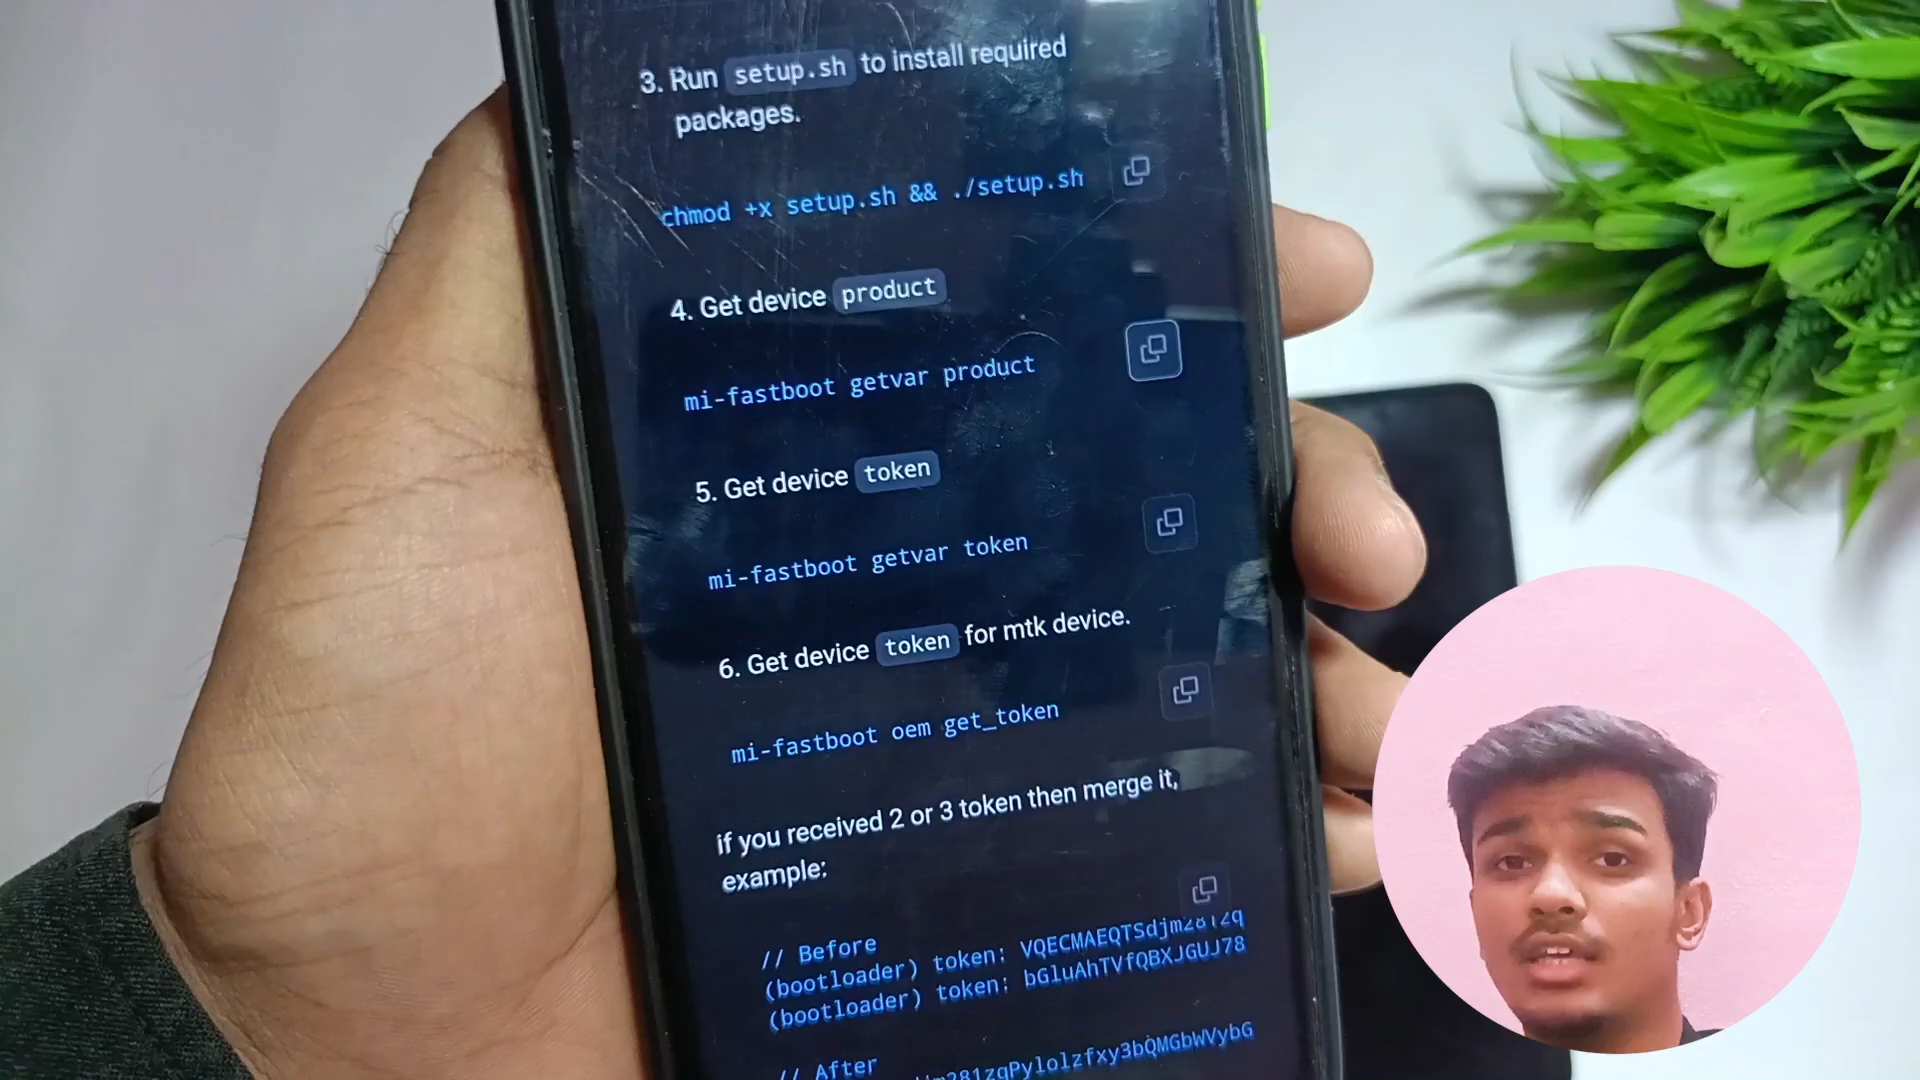 3. Run setup.sh to install required
packages.
chmod +x setup.sh && ./setup.sh
4. Get device product
mi-fastboot getvar product
5. Get device token
mi-fastboot getvar token
6. Get device token for mtk device.
mi-fastboot oem get_token
if you received 2 or 3 token then merge it,
example:
// Before
(bootloader) token: VQECMAEQTSdjm281zq
(bootloader) token: bGluAhTVfQBXJGUJ78
// After